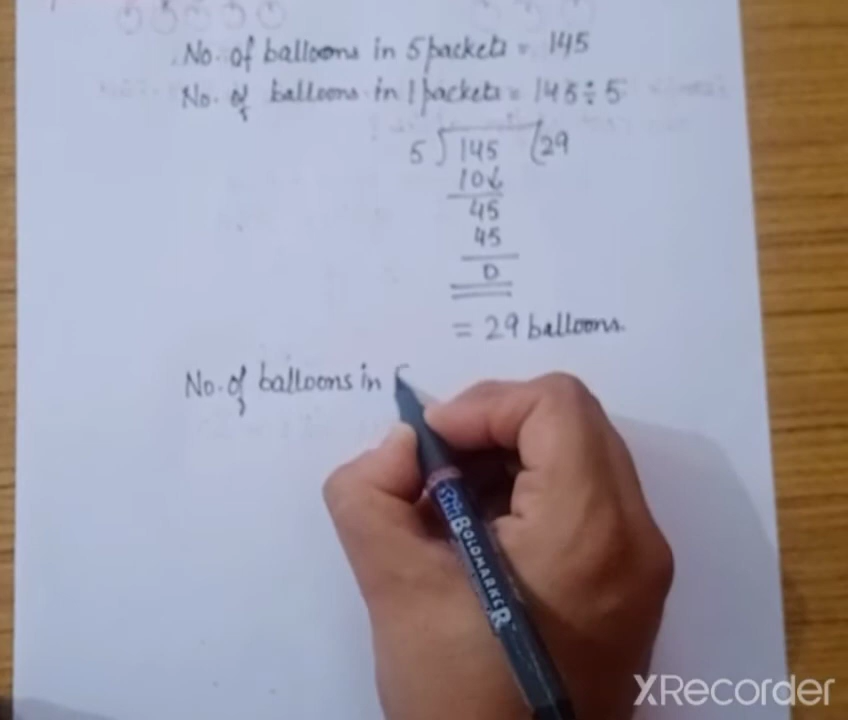 No. of balloons in 5 packets = 145
No. of balloons in 1 packets = 145 ÷ 5
5 ) 145 ( 29
10↓
45
45
0
= 29 balloons.
No. of balloons in
BOLDMARKER
XRecorder